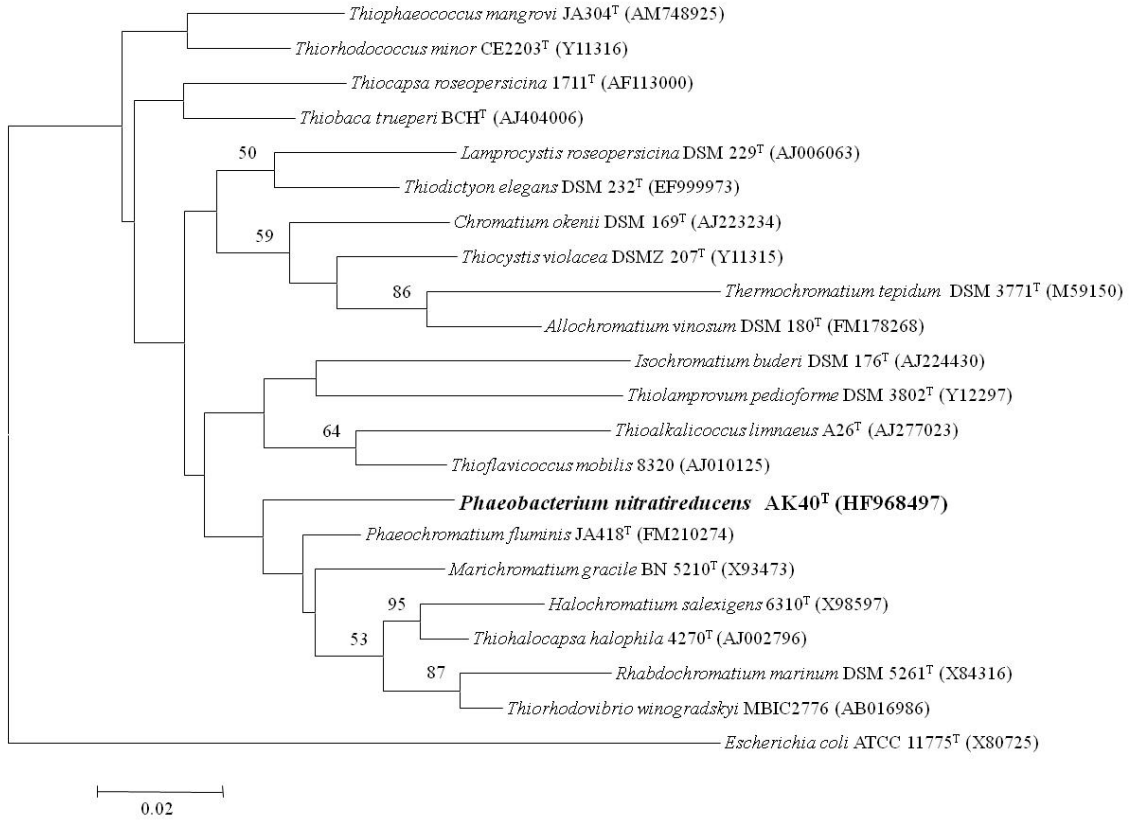 Thiophaeococcus mangrovi JA304ᵀ (AM748925)
Thiorhodococcus minor CE2203ᵀ (Y11316)
Thiocapsa roseopersicina 1711ᵀ (AF113000)
Thiobaca trueperi BCHᵀ (AJ404006)
50
Lamprocystis roseopersicina DSM 229ᵀ (AJ006063)
Thiodictyon elegans DSM 232ᵀ (EF999973)
Chromatium okenii DSM 169ᵀ (AJ223234)
59
Thiocystis violacea DSMZ 207ᵀ (Y11315)
86
Thermochromatium tepidum DSM 3771ᵀ (M59150)
Allochromatium vinosum DSM 180ᵀ (FM178268)
Isochromatium buderi DSM 176ᵀ (AJ224430)
Thiolamprovum pedioforme DSM 3802ᵀ (Y12297)
64
Thioalkalicoccus limnaeus A26ᵀ (AJ277023)
Thioflavicoccus mobilis 8320 (AJ010125)
Phaeobacterium nitratireducens AK40ᵀ (HF968497)
Phaeochromatium fluminis JA418ᵀ (FM210274)
Marichromatium gracile BN 5210ᵀ (X93473)
95
Halochromatium salexigens 6310ᵀ (X98597)
53
Thiohalocapsa halophila 4270ᵀ (AJ002796)
87
Rhabdochromatium marinum DSM 5261ᵀ (X84316)
Thiorhodovibrio winogradskyi MBIC2776 (AB016986)
Escherichia coli ATCC 11775ᵀ (X80725)
0.02